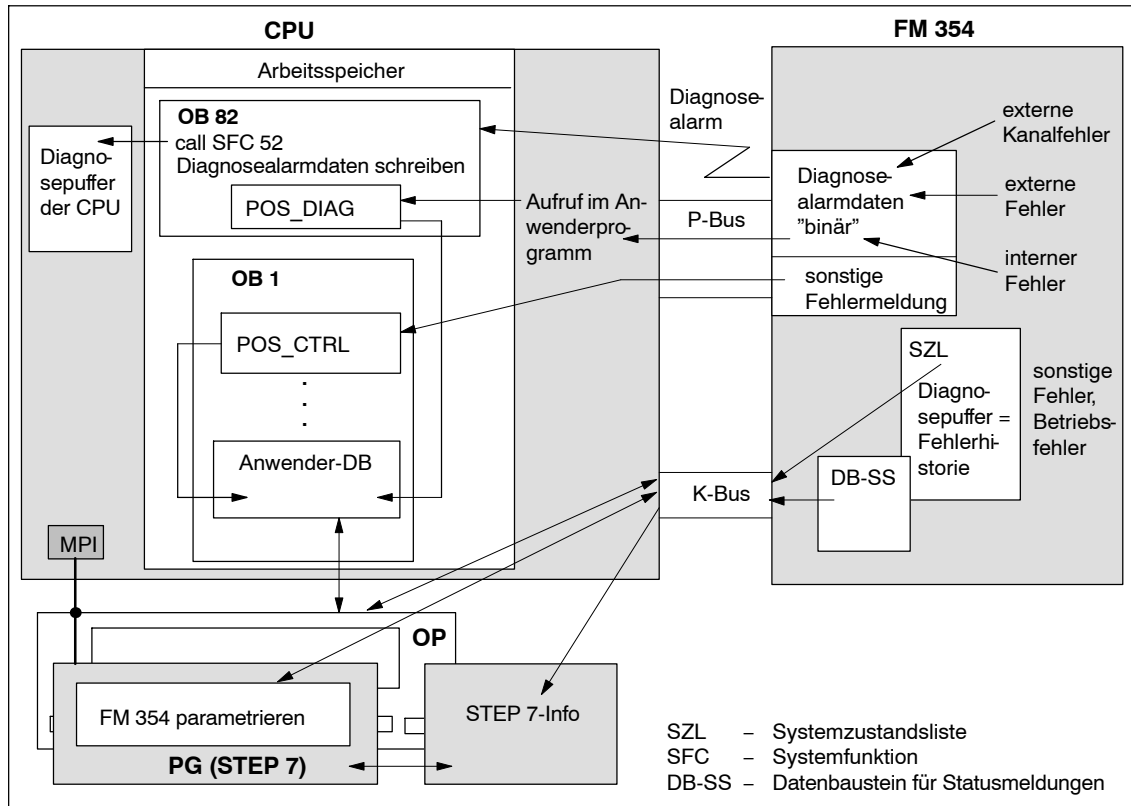 CPU
FM 354
Arbeitsspeicher
OB 82
call SFC 52
Diagnosealarmdaten schreiben
POS_DIAG
Diagno-
sepuffer
der CPU
Diagnose-
alarm
Aufruf im An-
wenderpro-
gramm
P-Bus
externe
Kanalfehler
Diagnose-
alarmdaten
”binär”
externe
Fehler
interner
Fehler
sonstige
Fehlermeldung
OB 1
POS_CTRL
Anwender-DB
SZL
Diagno-
sepuffer =
Fehlerhi-
storie
sonstige
Fehler,
Betriebs-
fehler
DB-SS
K-Bus
MPI
OP
FM 354 parametrieren
PG (STEP 7)
STEP 7-Info
SZL – Systemzustandsliste
SFC – Systemfunktion
DB-SS – Datenbaustein für Statusmeldungen